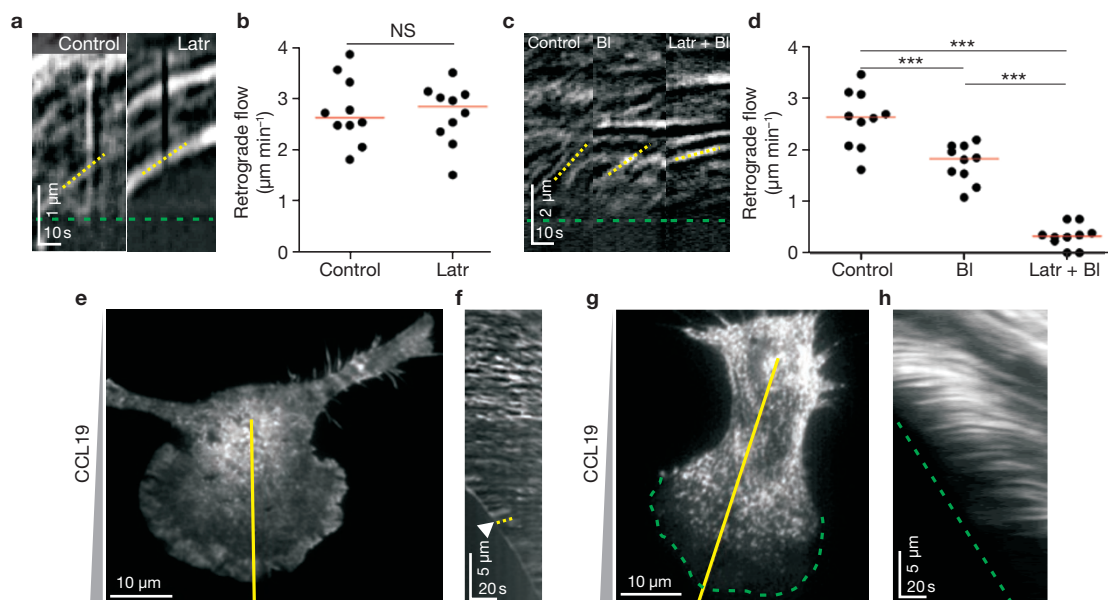 a
Control
Latr
1 µm
10 s
b
NS
Retrograde flow
(µm min⁻¹)
4
3
2
1
0
Control
Latr
c
Control
Bl
Latr + Bl
2 µm
10 s
d
***
***
***
Retrograde flow
(µm min⁻¹)
4
3
2
1
0
Control
Bl
Latr + Bl
e
CCL19
10 µm
f
5 µm
20 s
g
CCL19
10 µm
h
5 µm
20 s